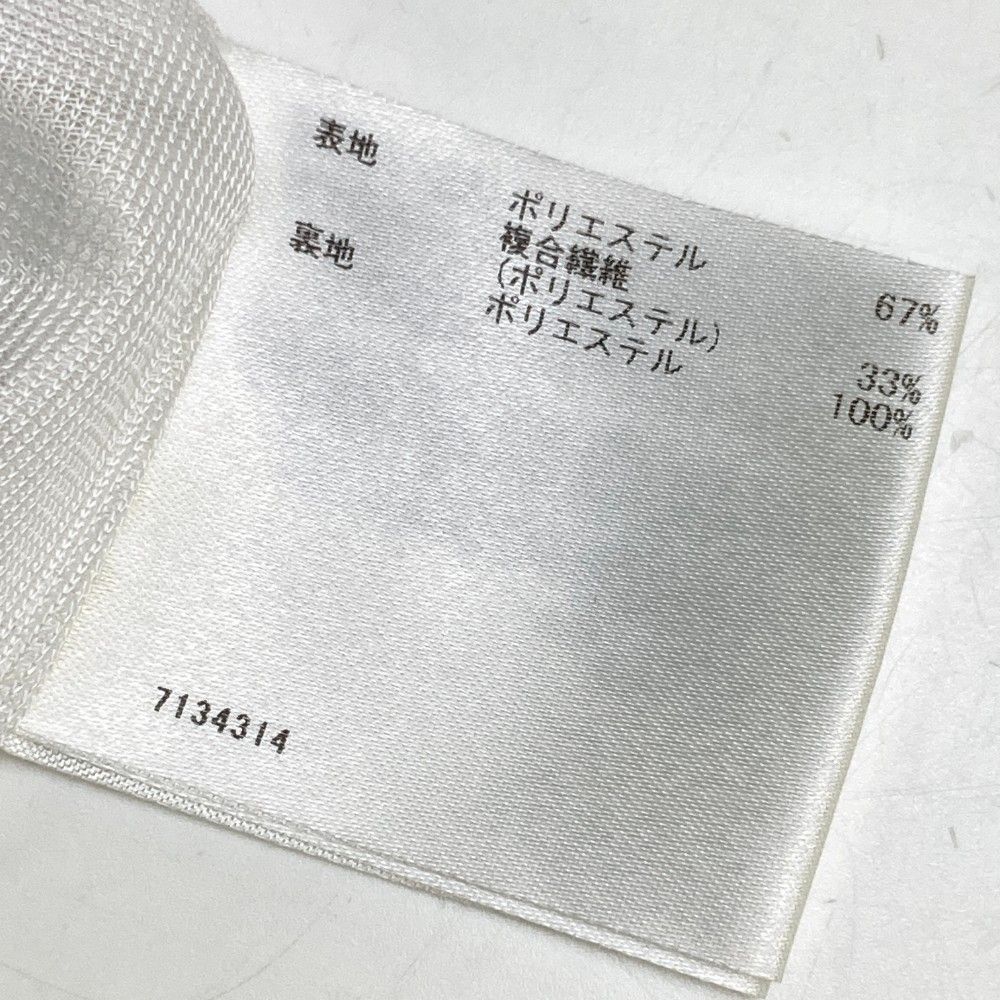 表地 ポリエステル 67%
複合繊維
(ポリエステル) 33%
裏地 ポリエステル 100%
7134314